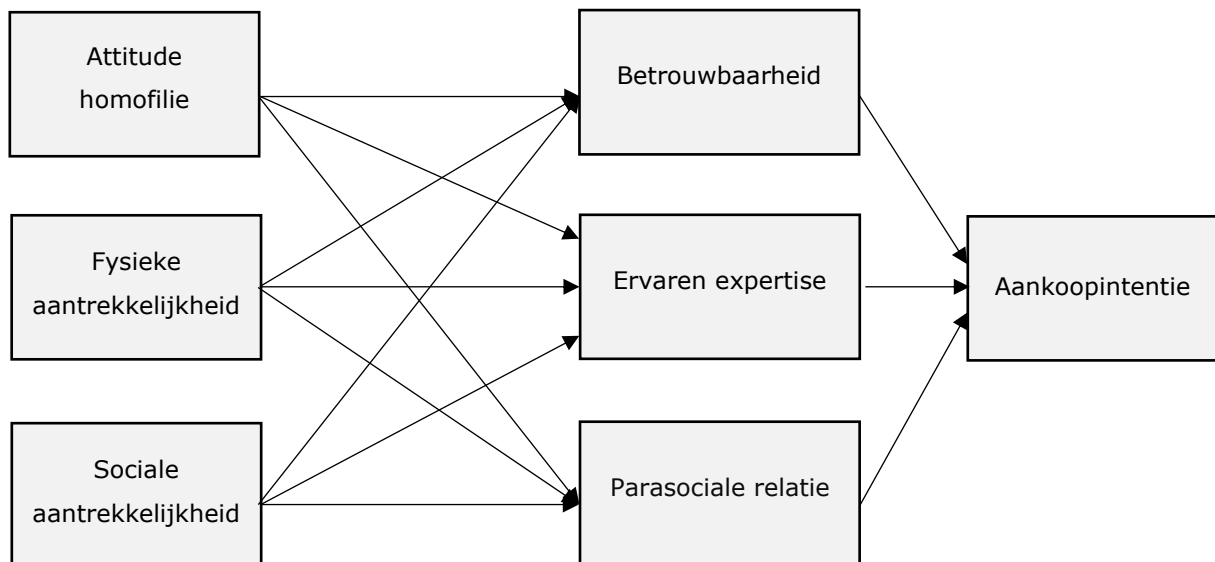 Attitude
homofilie
Betrouwbaarheid
Fysieke
aantrekkelijkheid
Ervaren expertise
Aankoopintentie
Sociale
aantrekkelijkheid
Parasociale relatie